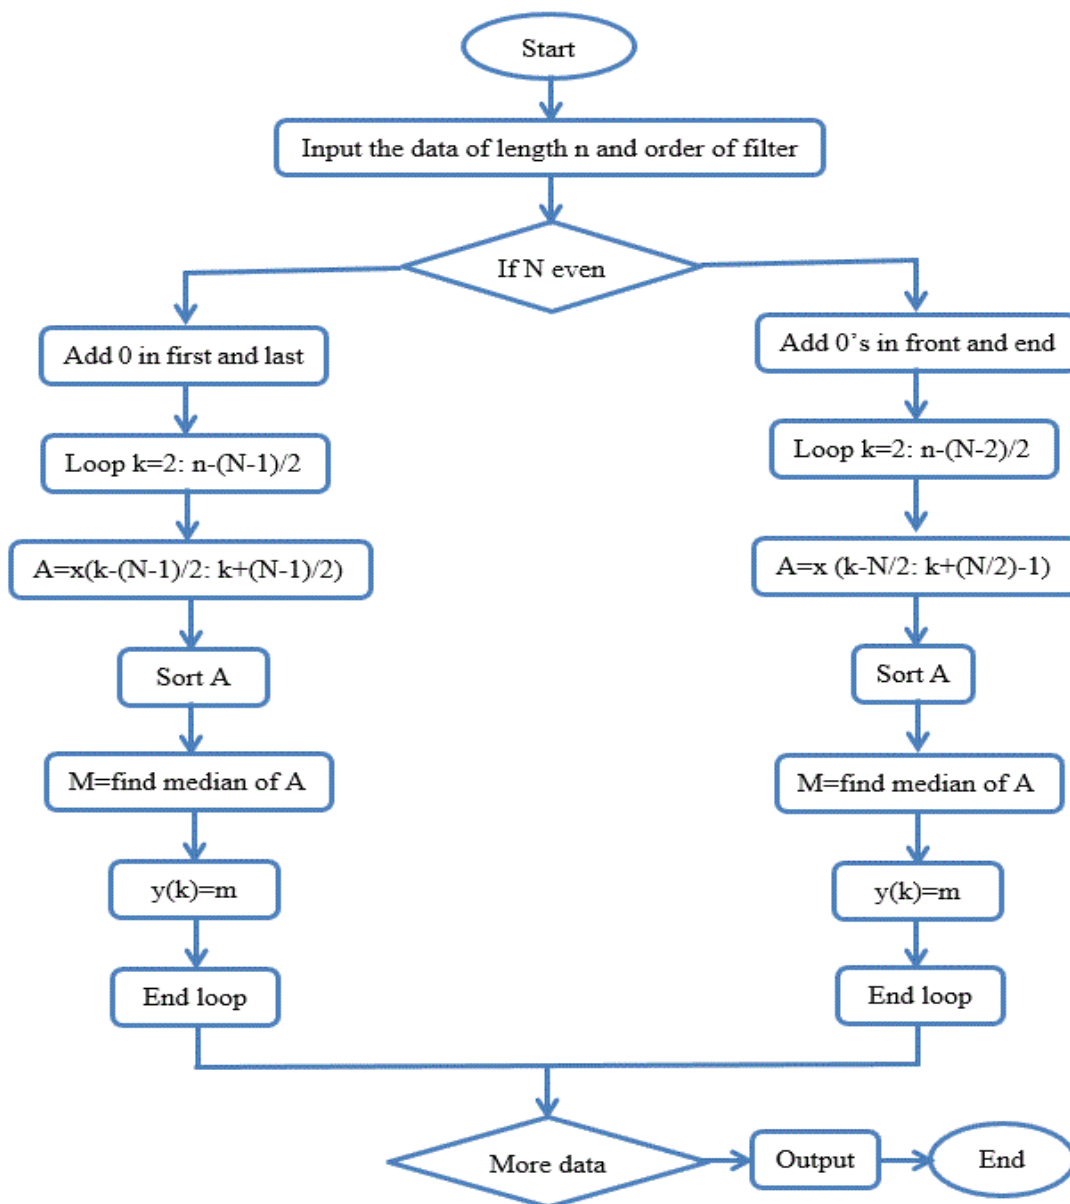 Start
Input the data of length n and order of filter
If N even
Add 0 in first and last
Loop k=2: n-(N-1)/2
A=x(k-(N-1)/2: k+(N-1)/2)
Sort A
M=find median of A
y(k)=m
End loop
Add 0’s in front and end
Loop k=2: n-(N-2)/2
A=x (k-N/2: k+(N/2)-1)
Sort A
M=find median of A
y(k)=m
End loop
More data
Output
End